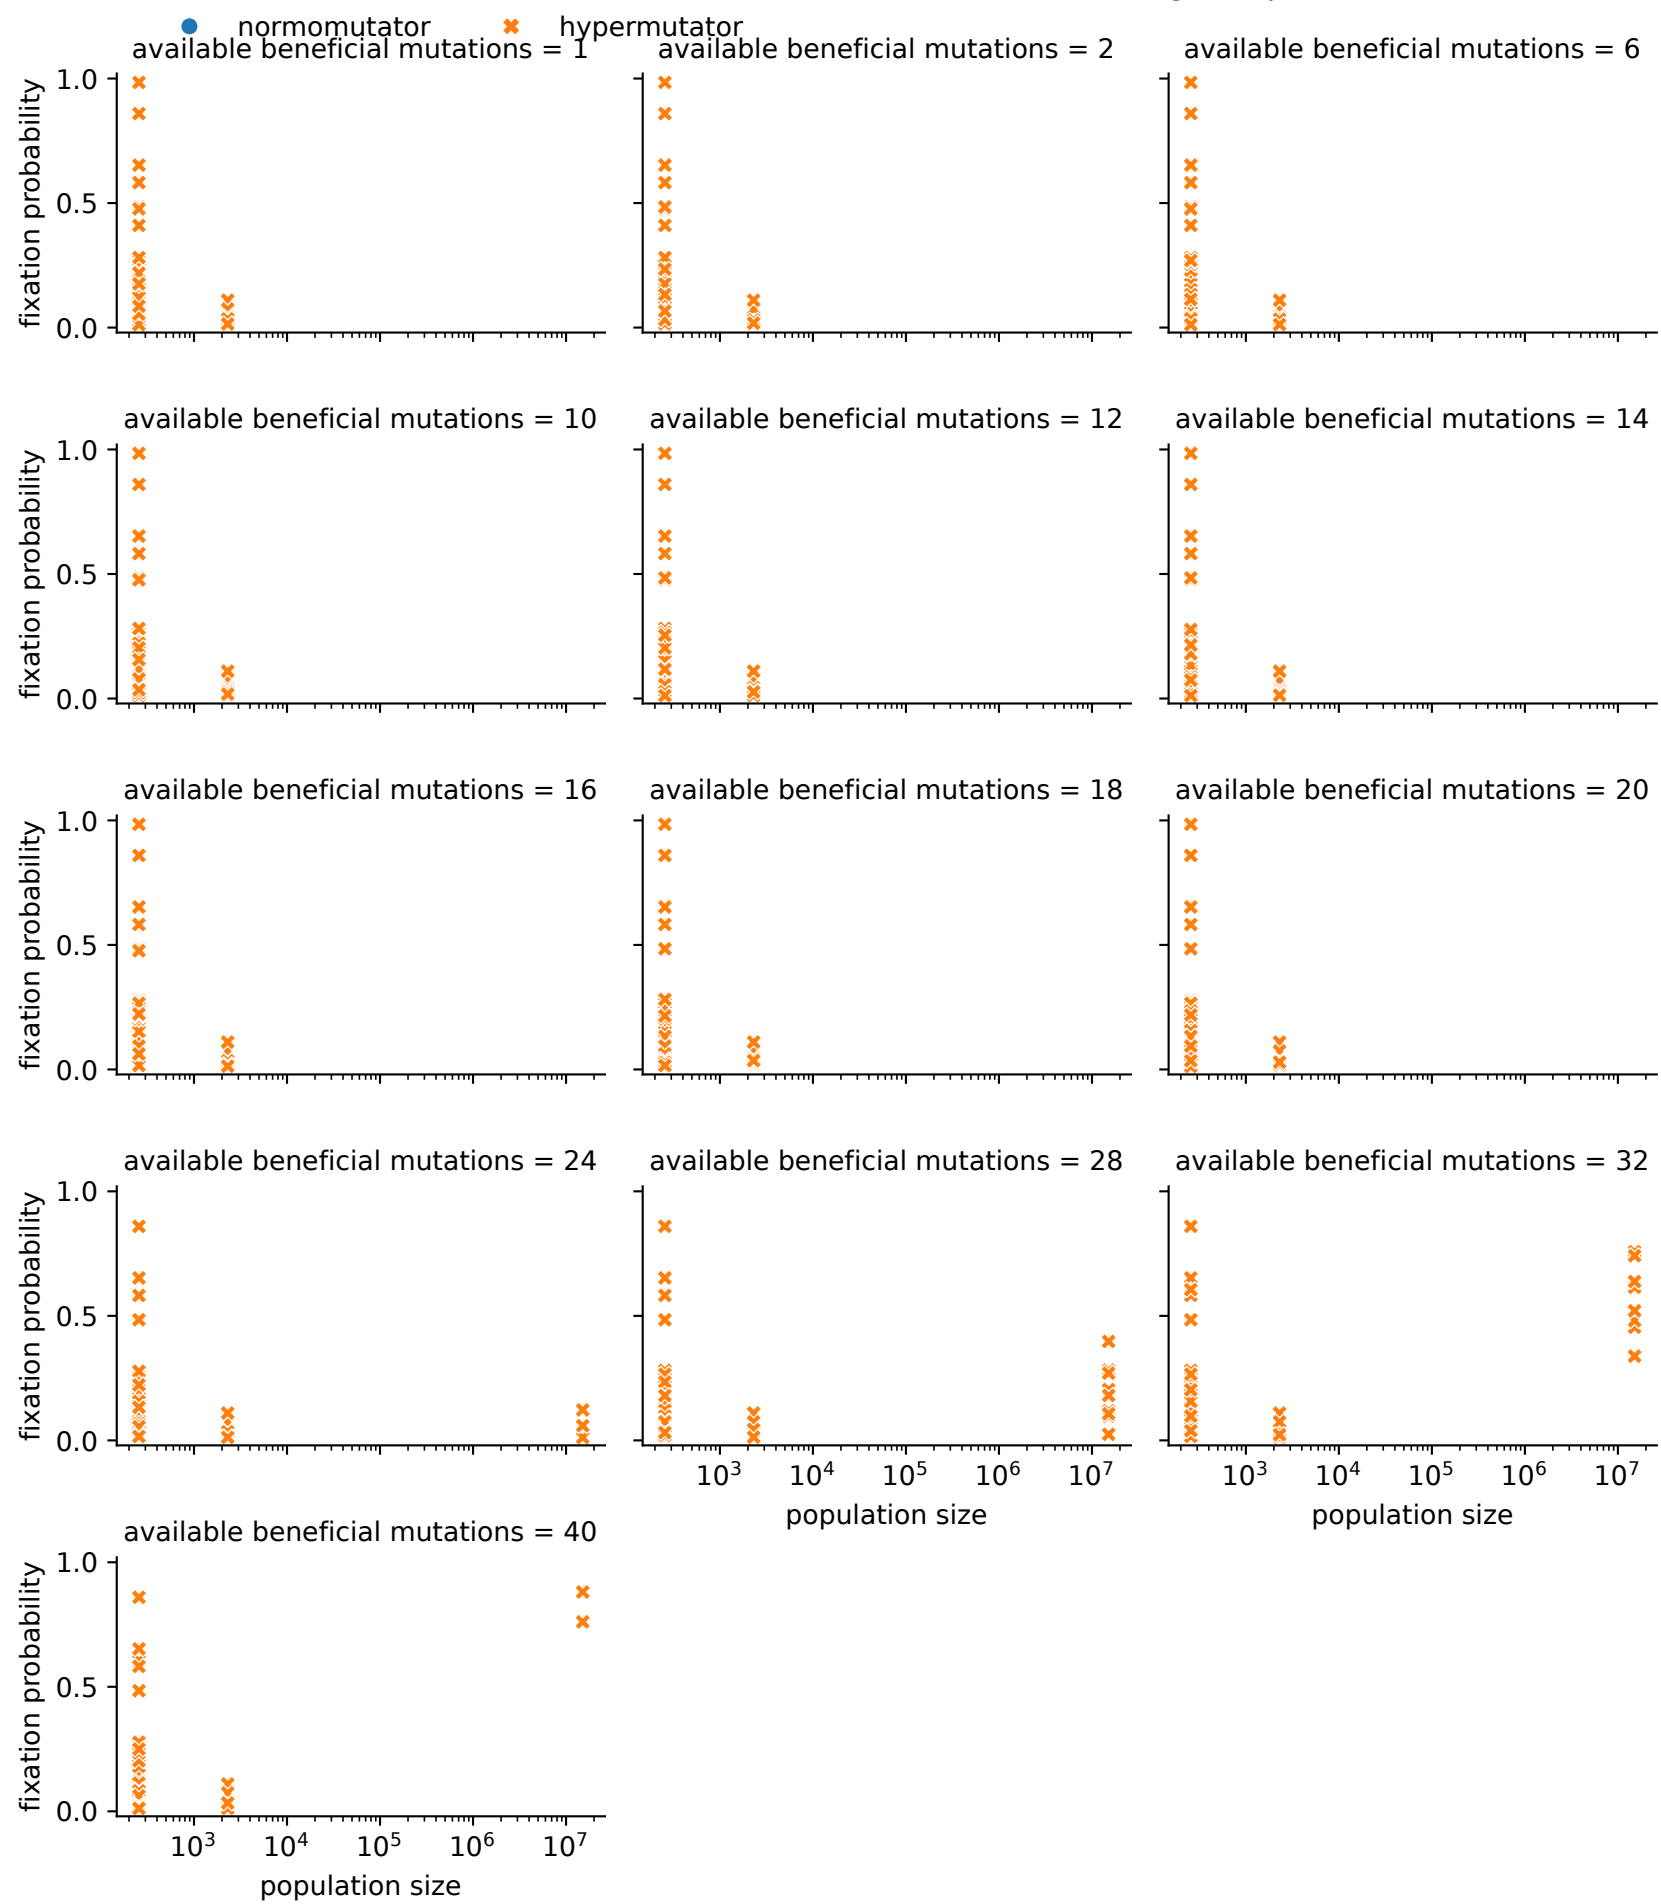 normomutator hypermutator
available beneficial mutations = 1 available beneficial mutations = 2 available beneficial mutations = 6
1.0
0.5
0.0
fixation probability
available beneficial mutations = 10 available beneficial mutations = 12 available beneficial mutations = 14
1.0
0.5
0.0
fixation probability
available beneficial mutations = 16 available beneficial mutations = 18 available beneficial mutations = 20
1.0
0.5
0.0
fixation probability
available beneficial mutations = 24 available beneficial mutations = 28 available beneficial mutations = 32
1.0
0.5
0.0
fixation probability
10³ 10⁴ 10⁵ 10⁶ 10⁷ 10³ 10⁴ 10⁵ 10⁶ 10⁷
population size population size
available beneficial mutations = 40
1.0
0.5
0.0
fixation probability
10³ 10⁴ 10⁵ 10⁶ 10⁷
population size